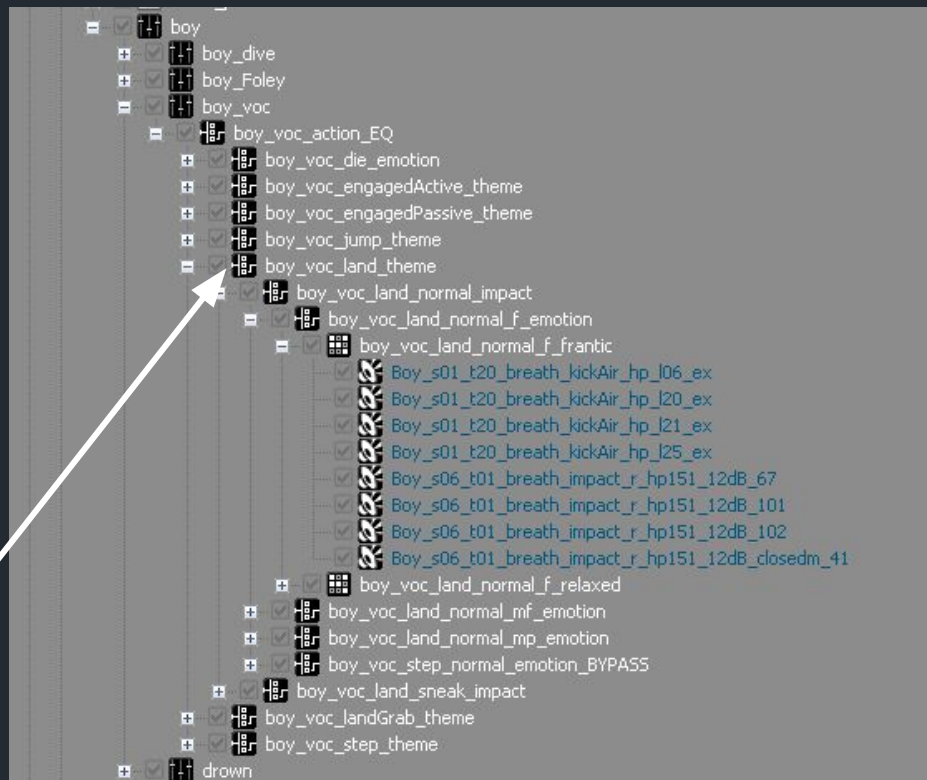 boy
boy_dive
boy_Foley
boy_voc
boy_voc_action_EQ
boy_voc_die_emotion
boy_voc_engagedActive_theme
boy_voc_engagedPassive_theme
boy_voc_jump_theme
boy_voc_land_theme
boy_voc_land_normal_impact
boy_voc_land_normal_f_emotion
boy_voc_land_normal_f_frantic
Boy_s01_t20_breath_kickAir_hp_l06_ex
Boy_s01_t20_breath_kickAir_hp_l20_ex
Boy_s01_t20_breath_kickAir_hp_l21_ex
Boy_s01_t20_breath_kickAir_hp_l25_ex
Boy_s06_t01_breath_impact_r_hp151_12dB_67
Boy_s06_t01_breath_impact_r_hp151_12dB_101
Boy_s06_t01_breath_impact_r_hp151_12dB_102
Boy_s06_t01_breath_impact_r_hp151_12dB_closedm_41
boy_voc_land_normal_f_relaxed
boy_voc_land_normal_mf_emotion
boy_voc_land_normal_mp_emotion
boy_voc_step_normal_emotion_BYPASS
boy_voc_land_sneak_impact
boy_voc_landGrab_theme
boy_voc_step_theme
drown